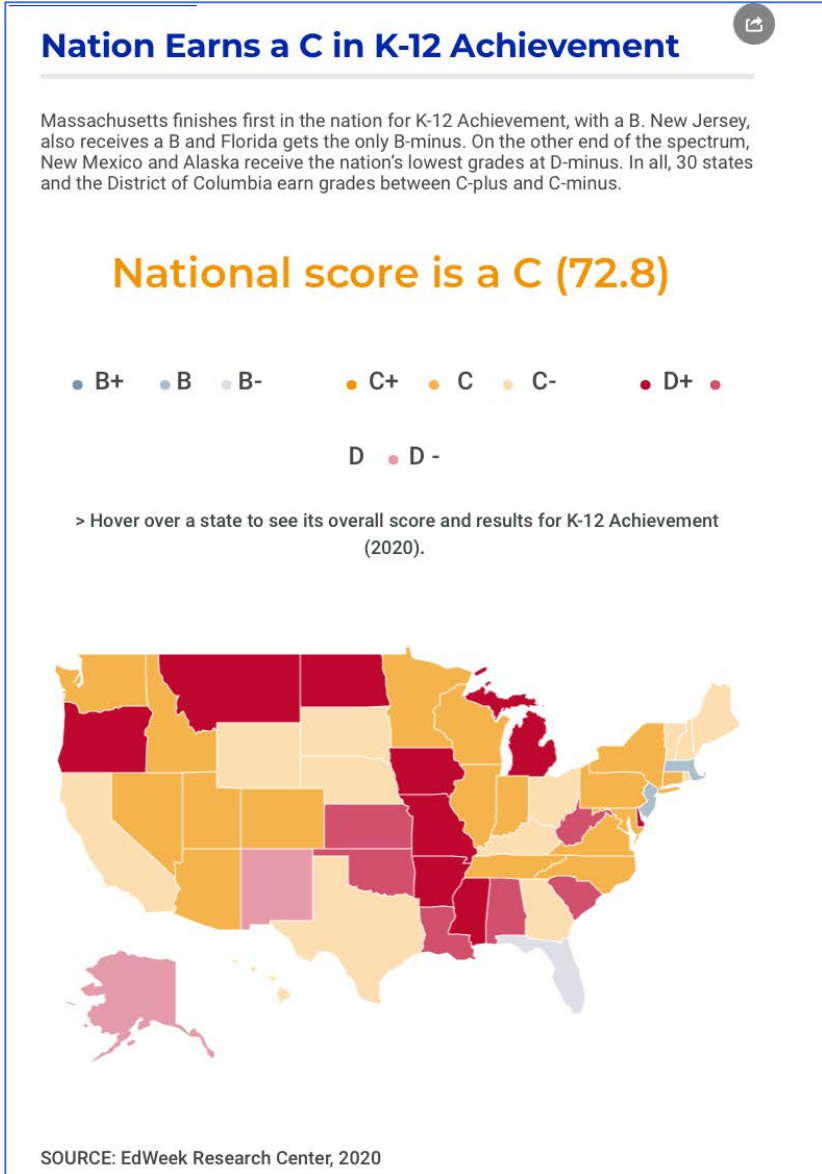 Nation Earns a C in K-12 Achievement
Massachusetts finishes first in the nation for K-12 Achievement, with a B. New Jersey,
also receives a B and Florida gets the only B-minus. On the other end of the spectrum,
New Mexico and Alaska receive the nation’s lowest grades at D-minus. In all, 30 states
and the District of Columbia earn grades between C-plus and C-minus.
National score is a C (72.8)
B+ B B- C+ C C- D+
D D -
> Hover over a state to see its overall score and results for K-12 Achievement
(2020).
SOURCE: EdWeek Research Center, 2020